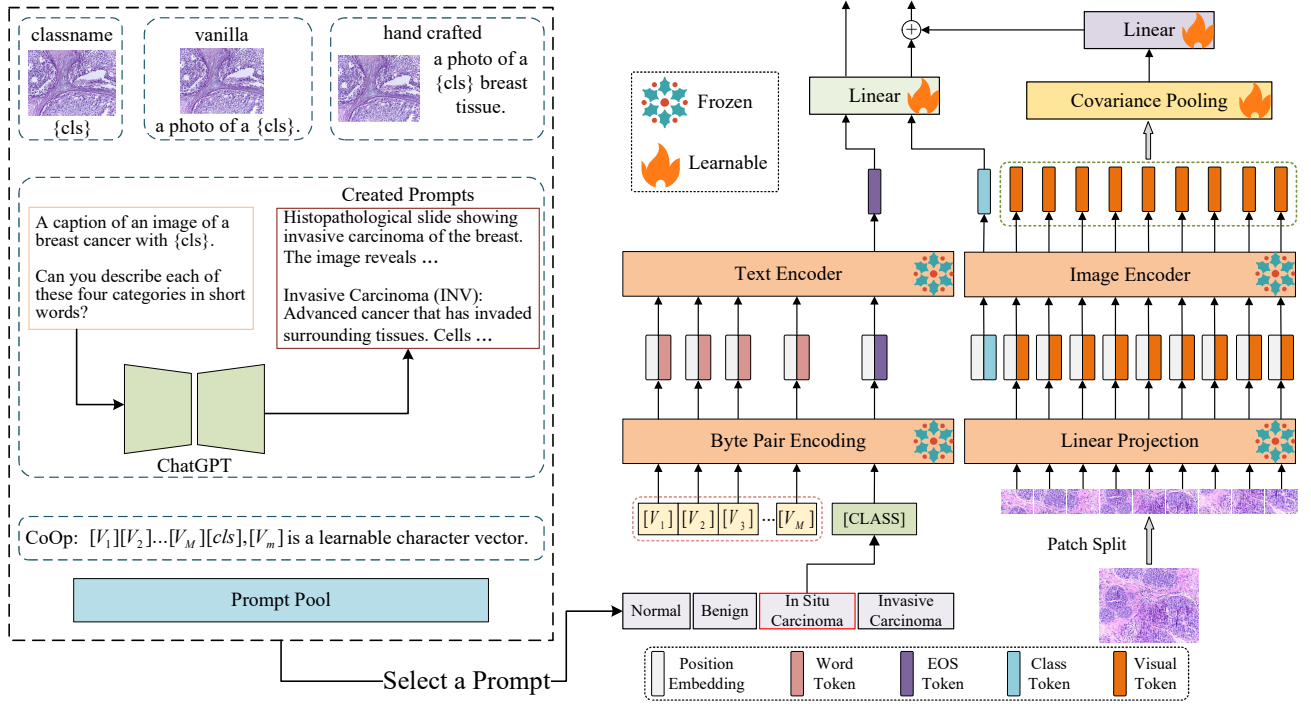 classname
{cls}
vanilla
a photo of a {cls}.
hand crafted
a photo of a
{cls} breast
tissue.
A caption of an image of a
breast cancer with {cls}.
Can you describe each of
these four categories in short
words?
Created Prompts
Histopathological slide showing
invasive carcinoma of the breast.
The image reveals …
Invasive Carcinoma (INV):
Advanced cancer that has invaded
surrounding tissues. Cells …
ChatGPT
CoOp: [V₁][V₂]…[V_M][cls],[V_m] is a learnable character vector.
Prompt Pool
Select a Prompt
Frozen
Learnable
Linear
Linear
Covariance Pooling
Text Encoder
Image Encoder
Byte Pair Encoding
Linear Projection
[V₁] [V₂] [V₃] … [V_M]
[CLASS]
Patch Split
Normal
Benign
In Situ
Carcinoma
Invasive
Carcinoma
Position
Embedding
Word
Token
EOS
Token
Class
Token
Visual
Token